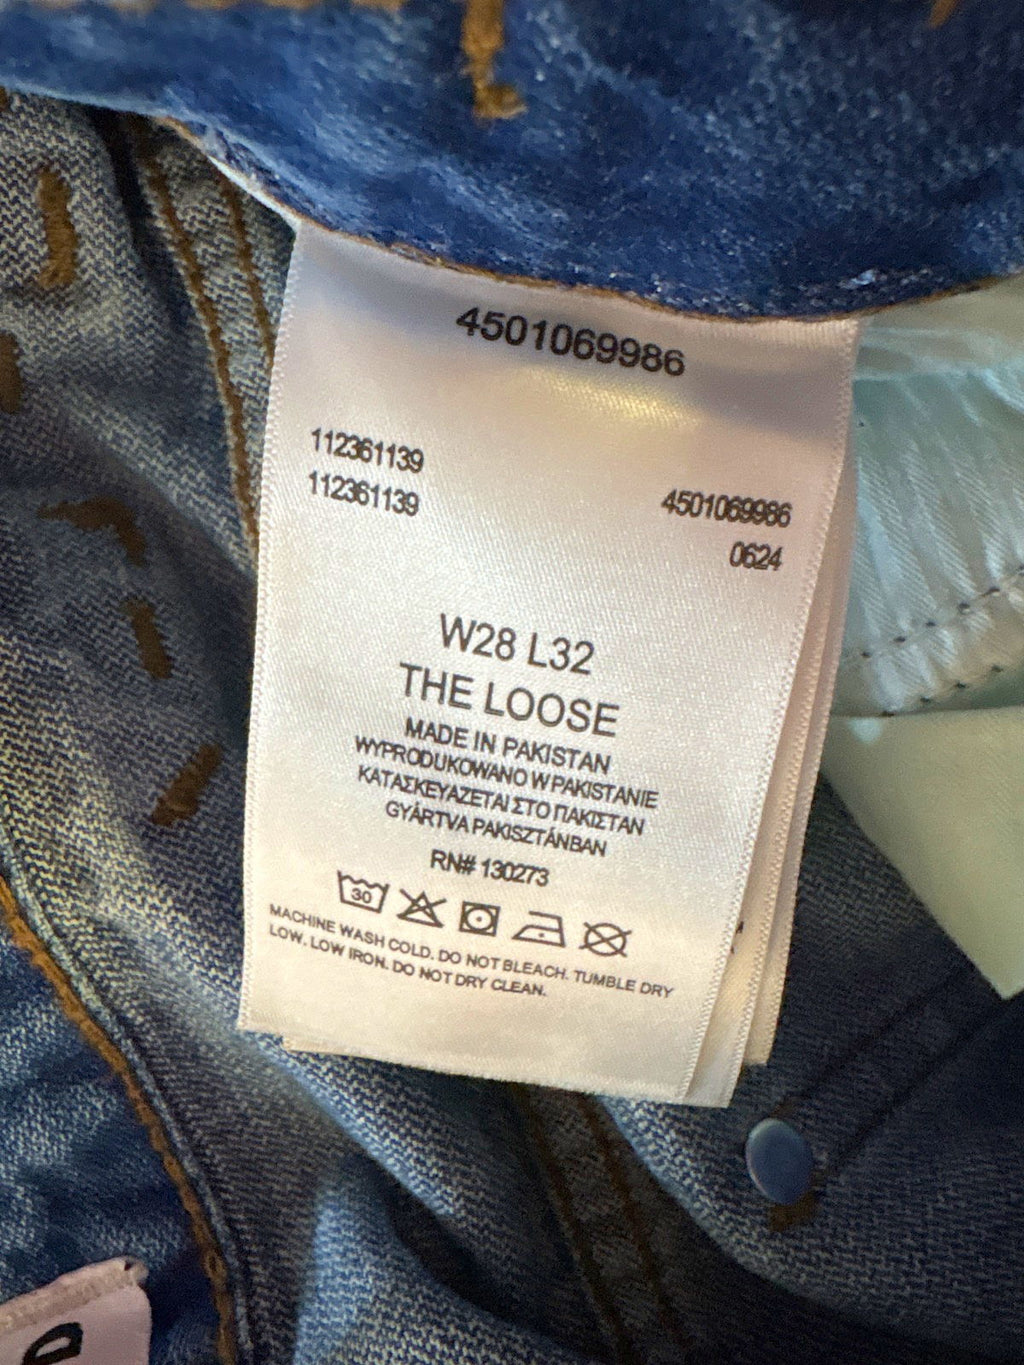 4501069986
112361139
112361139
4501069986
0624
W28 L32
THE LOOSE
MADE IN PAKISTAN
WYPRODUKOWANO W PAKISTANIE
ΚΑΤΑΣΚΕΥΑΖΕΤΑΙ ΣΤΟ ΠΑΚΙΣΤΑΝ
GYÁRTVA PAKISZTÁNBAN
RN# 130273
30
MACHINE WASH COLD. DO NOT BLEACH. TUMBLE DRY
LOW. LOW IRON. DO NOT DRY CLEAN.